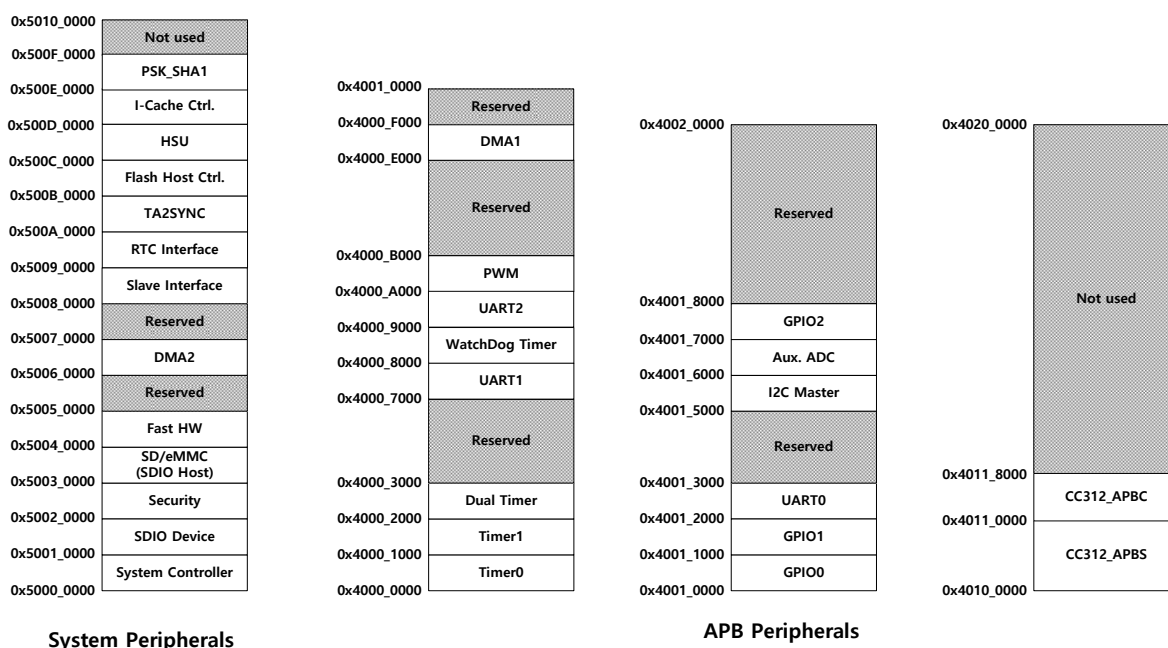 0x5010_0000
Not used
0x500F_0000
PSK_SHA1
0x500E_0000
I-Cache Ctrl.
0x500D_0000
HSU
0x500C_0000
Flash Host Ctrl.
0x500B_0000
TA2SYNC
0x500A_0000
RTC Interface
0x5009_0000
Slave Interface
0x5008_0000
Reserved
0x5007_0000
DMA2
0x5006_0000
Reserved
0x5005_0000
Fast HW
0x5004_0000
SD/eMMC
(SDIO Host)
0x5003_0000
Security
0x5002_0000
SDIO Device
0x5001_0000
System Controller
0x5000_0000
System Peripherals
0x4001_0000
Reserved
0x4000_F000
DMA1
0x4000_E000
Reserved
0x4000_B000
PWM
0x4000_A000
UART2
0x4000_9000
WatchDog Timer
0x4000_8000
UART1
0x4000_7000
Reserved
0x4000_3000
Dual Timer
0x4000_2000
Timer1
0x4000_1000
Timer0
0x4000_0000
0x4002_0000
Reserved
0x4001_8000
GPIO2
0x4001_7000
Aux. ADC
0x4001_6000
I2C Master
0x4001_5000
Reserved
0x4001_3000
UART0
0x4001_2000
GPIO1
0x4001_1000
GPIO0
0x4001_0000
APB Peripherals
0x4020_0000
Not used
0x4011_8000
CC312_APBC
0x4011_0000
CC312_APBS
0x4010_0000